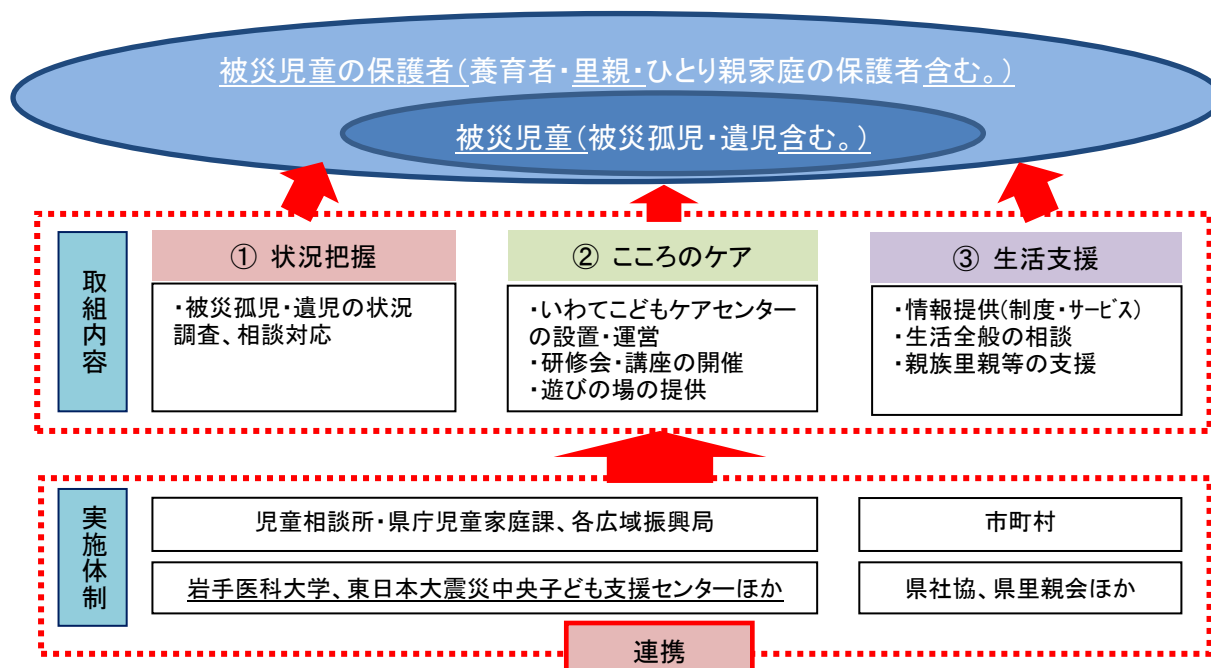 被災児童の保護者(養育者・里親・ひとり親家庭の保護者含む。)
被災児童(被災孤児・遺児含む。)
取組内容
① 状況把握
・被災孤児・遺児の状況
調査、相談対応
② こころのケア
・いわてこどもケアセンター
の設置・運営
・研修会・講座の開催
・遊びの場の提供
③ 生活支援
・情報提供(制度・サービス)
・生活全般の相談
・親族里親等の支援
実施体制
児童相談所・県庁児童家庭課、各広域振興局
市町村
岩手医科大学、東日本大震災中央子ども支援センターほか
県社協、県里親会ほか
連携